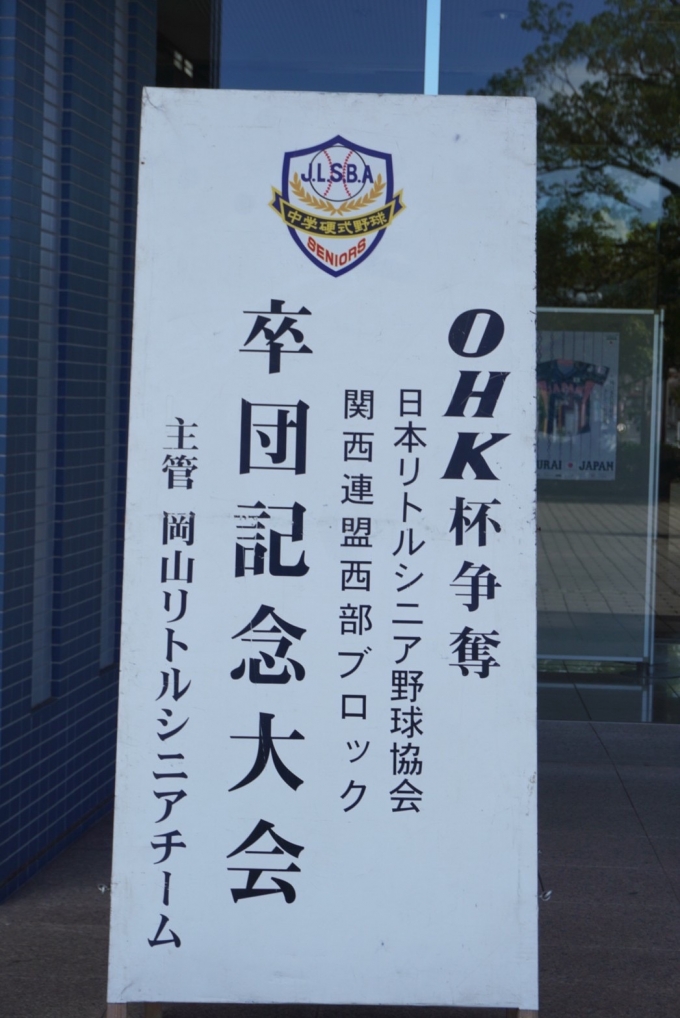 J.L.S.B.A
中学硬式野球
SENIORS
OHK杯争奪
日本リトルシニア野球協会
関西連盟西部ブロック
卒団記念大会
主管 岡山リトルシニアチーム
JAPAN